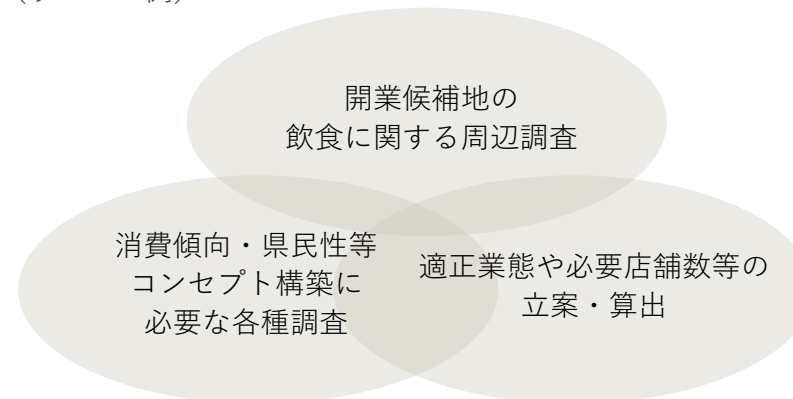 開業候補地の
飲食に関する周辺調査
消費傾向・県民性等
コンセプト構築に
必要な各種調査
適正業態や必要店舗数等の
立案・算出